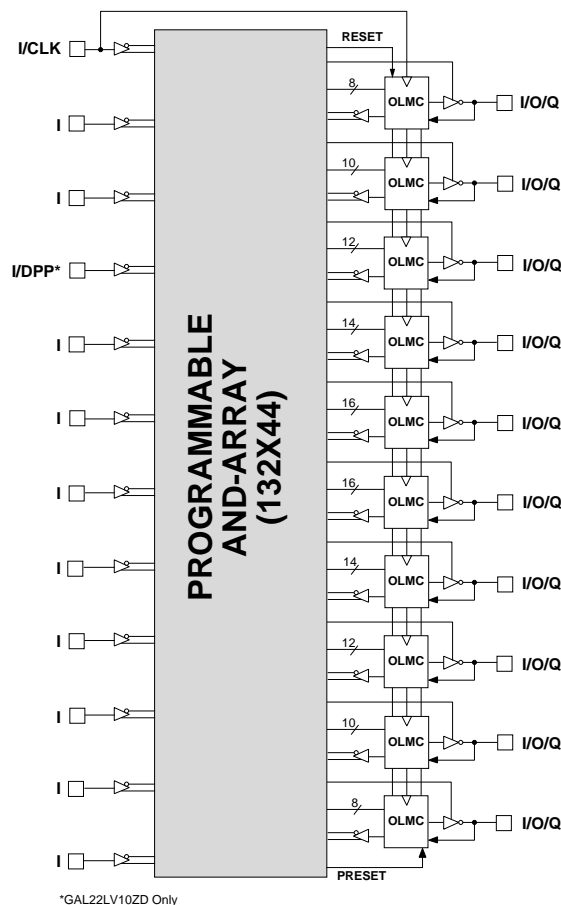 RESET
I/CLK
8
OLMC
I/O/Q
I
10
OLMC
I/O/Q
I
12
OLMC
I/O/Q
I/DPP*
14
OLMC
I/O/Q
I
16
OLMC
I/O/Q
I
PROGRAMMABLE
AND-ARRAY
(132X44)
16
OLMC
I/O/Q
I
14
OLMC
I/O/Q
I
12
OLMC
I/O/Q
I
10
OLMC
I/O/Q
I
8
OLMC
I/O/Q
I
I
PRESET
*GAL22LV10ZD Only